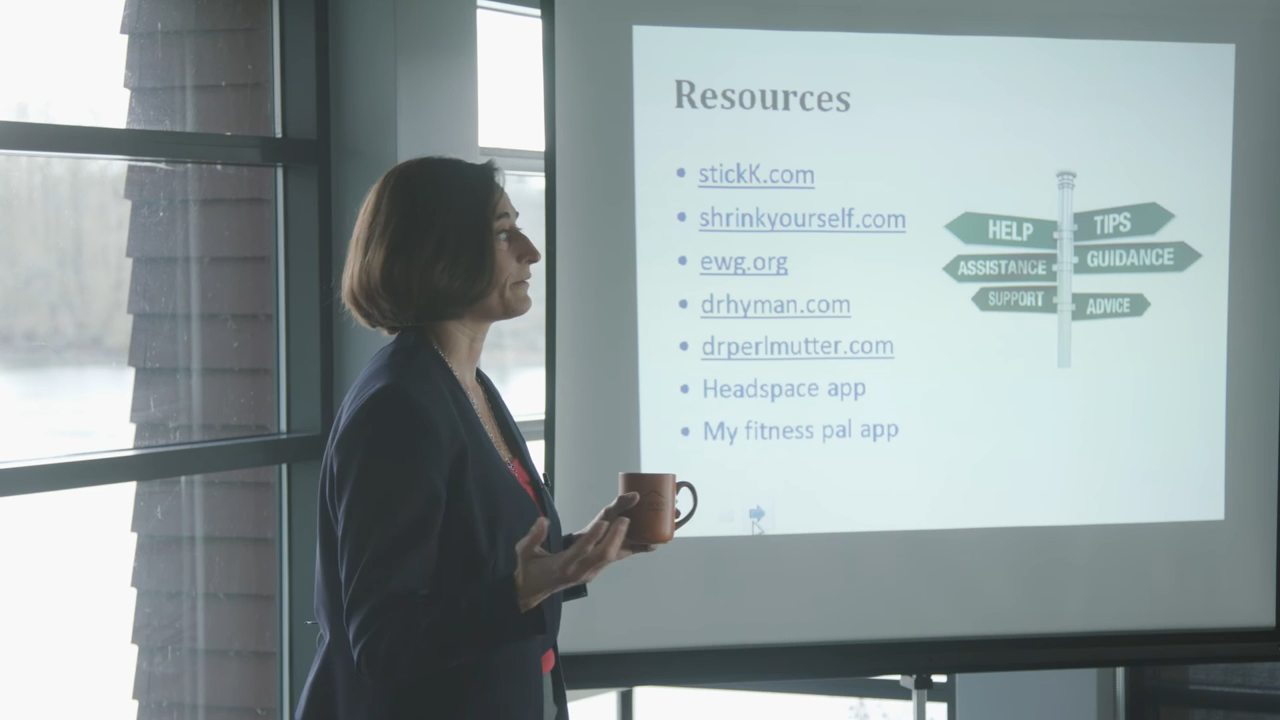 Resources
• stickK.com
• shrinkyourself.com
• ewg.org
• drhyman.com
• drperlmutter.com
• Headspace app
• My fitness pal app
HELP
TIPS
ASSISTANCE
GUIDANCE
SUPPORT
ADVICE